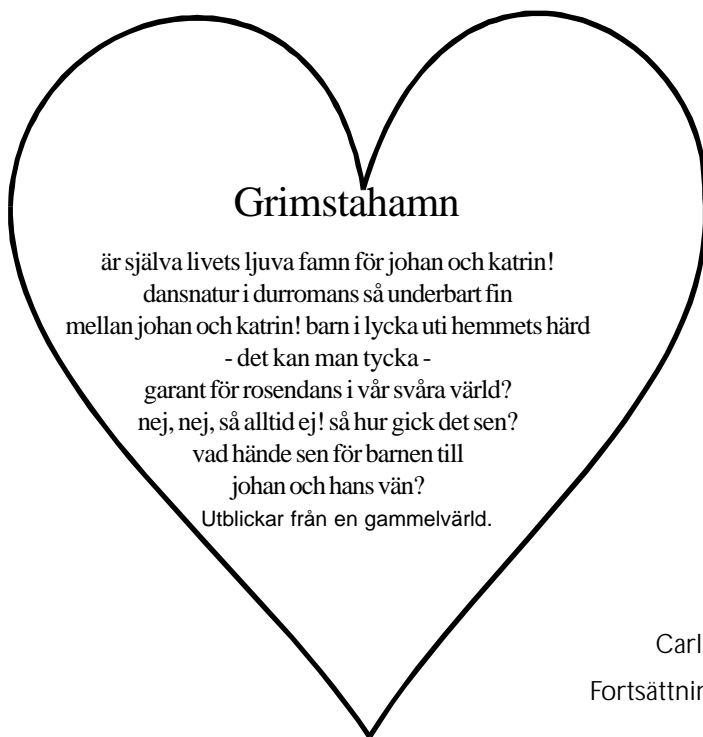 Grimstahamn
är själva livets ljuva famn för johan och katrin!
dansnatur i durromans så underbart fin
mellan johan och katrin! barn i lycka uti hemmets härd
- det kan man tycka -
garant för rosendans i vår svåra värld?
nej, nej, så alltid ej! så hur gick det sen?
vad hände sen för barnen till
johan och hans vän?
Utblickar från en gammelvärld.
Carl